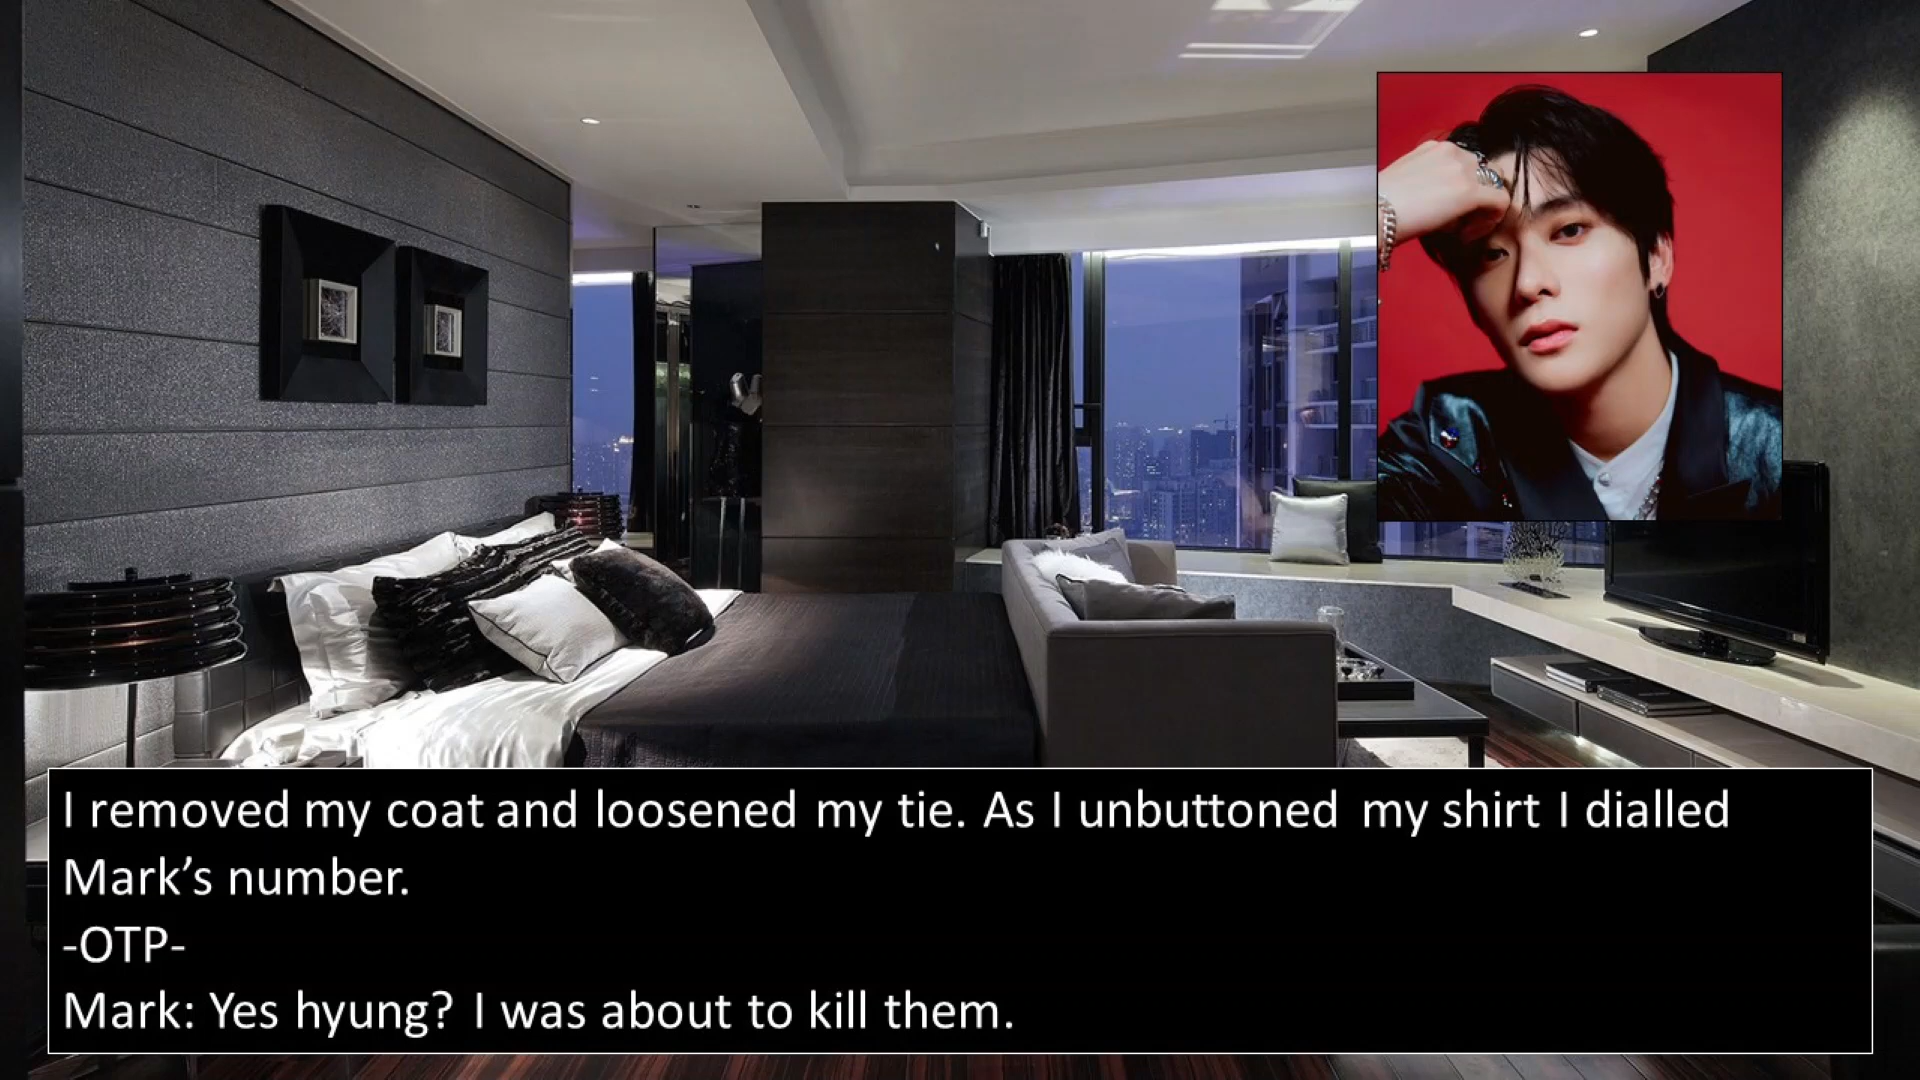 I removed my coat and loosened my tie. As I unbuttoned my shirt I dialled
Mark’s number.
-OTP-
Mark: Yes hyung? I was about to kill them.